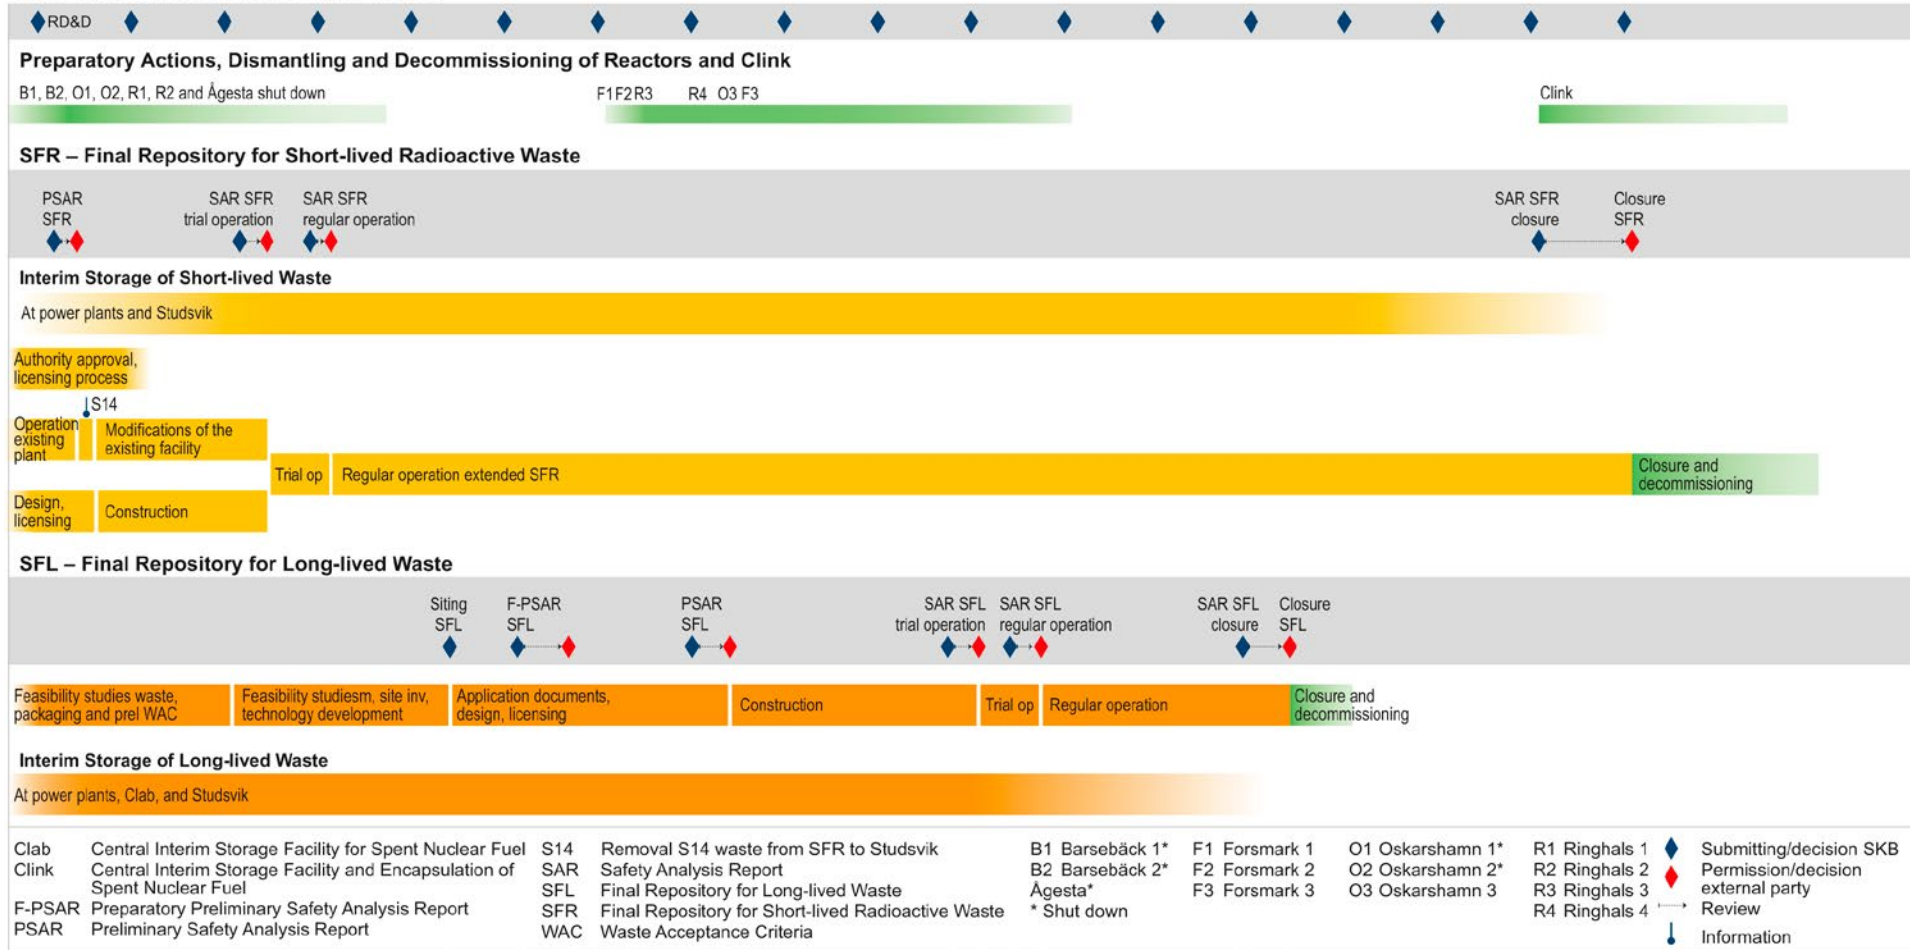 RD&D
Preparatory Actions, Dismantling and Decommissioning of Reactors and Clink
B1, B2, O1, O2, R1, R2 and Ågesta shut down
F1F2R3
R4 O3 F3
Clink
SFR – Final Repository for Short-lived Radioactive Waste
PSAR
SFR
SAR SFR
trial operation
SAR SFR
regular operation
SAR SFR
closure
Closure
SFR
Interim Storage of Short-lived Waste
At power plants and Studsvik
Authority approval,
licensing process
S14
Operation
existing
plant
Modifications of the
existing facility
Trial op
Regular operation extended SFR
Closure and
decommissioning
Design,
licensing
Construction
SFL – Final Repository for Long-lived Waste
Siting
SFL
F-PSAR
SFL
PSAR
SFL
SAR SFL
trial operation
SAR SFL
regular operation
SAR SFL
closure
Closure
SFL
Feasibility studies waste,
packaging and prel WAC
Feasibility studiesm, site inv,
technology development
Application documents,
design, licensing
Construction
Trial op
Regular operation
Closure and
decommissioning
Interim Storage of Long-lived Waste
At power plants, Clab, and Studsvik
Clab Central Interim Storage Facility for Spent Nuclear Fuel
Clink Central Interim Storage Facility and Encapsulation of
Spent Nuclear Fuel
F-PSAR Preparatory Preliminary Safety Analysis Report
PSAR Preliminary Safety Analysis Report
S14 Removal S14 waste from SFR to Studsvik
SAR Safety Analysis Report
SFL Final Repository for Long-lived Waste
SFR Final Repository for Short-lived Radioactive Waste
WAC Waste Acceptance Criteria
B1 Barsebäck 1*
B2 Barsebäck 2*
Ågesta*
* Shut down
F1 Forsmark 1
F2 Forsmark 2
F3 Forsmark 3
O1 Oskarshamn 1*
O2 Oskarshamn 2*
O3 Oskarshamn 3
R1 Ringhals 1
R2 Ringhals 2
R3 Ringhals 3
R4 Ringhals 4
Submitting/decision SKB
Permission/decision
external party
Review
Information